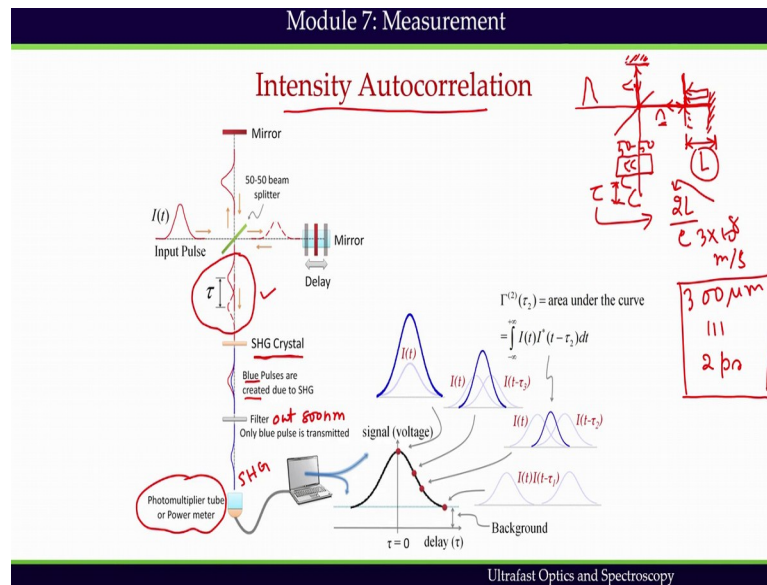 Module 7: Measurement
Intensity Autocorrelation
Mirror
50-50 beam
splitter
I(t)
Input Pulse
Mirror
Delay
τ
SHG Crystal
Blue Pulses are
created due to SHG
Filter out 800nm
Only blue pulse is transmitted
SHG
Photomultiplier tube
or Power meter
signal (voltage)
τ = 0
delay (τ)
Background
I(t)
I(t)
I(t-τ₃)
I(t)
I(t-τ₂)
I(t)I(t-τ₁)
Γ⁽²⁾(τ₂) = area under the curve
= ∫₋∞⁺∞ I(t)I*(t-τ₂)dt
50-50
L
τ
2L
c
3×10⁸
m/s
300 μm
|||
2 ps
Ultrafast Optics and Spectroscopy